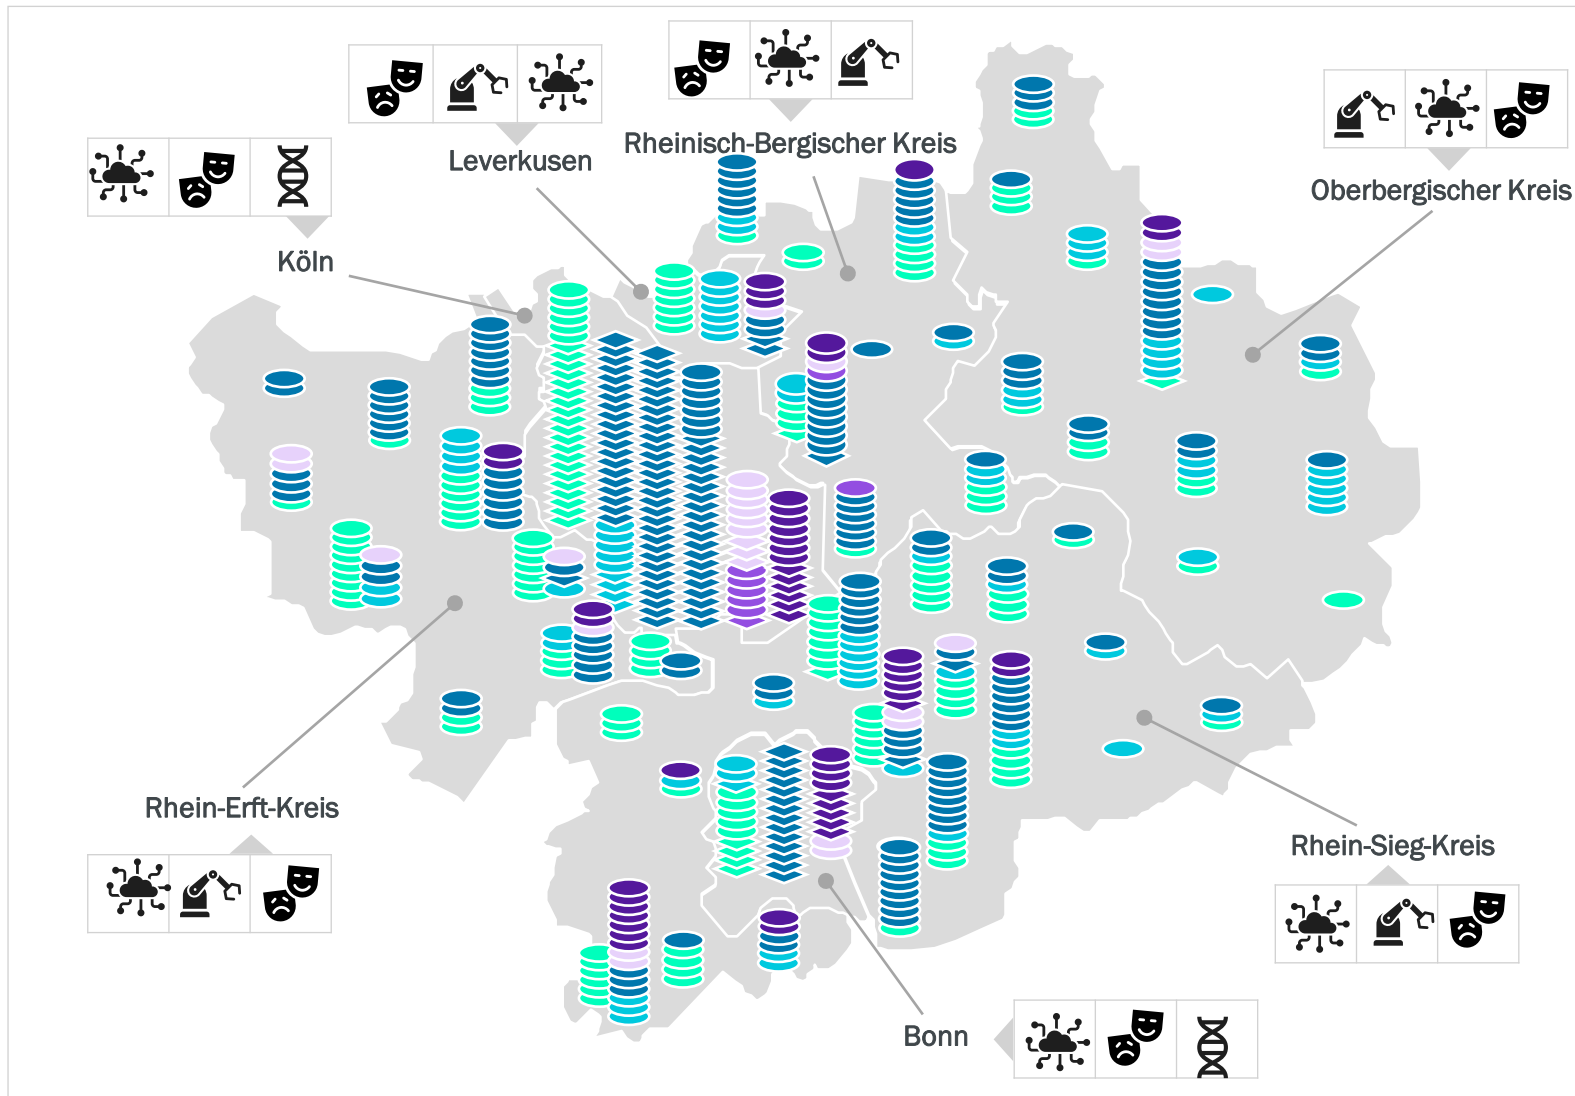 Rheinisch-Bergischer Kreis
Leverkusen
Oberbergischer Kreis
Köln
Rhein-Erft-Kreis
Rhein-Sieg-Kreis
Bonn